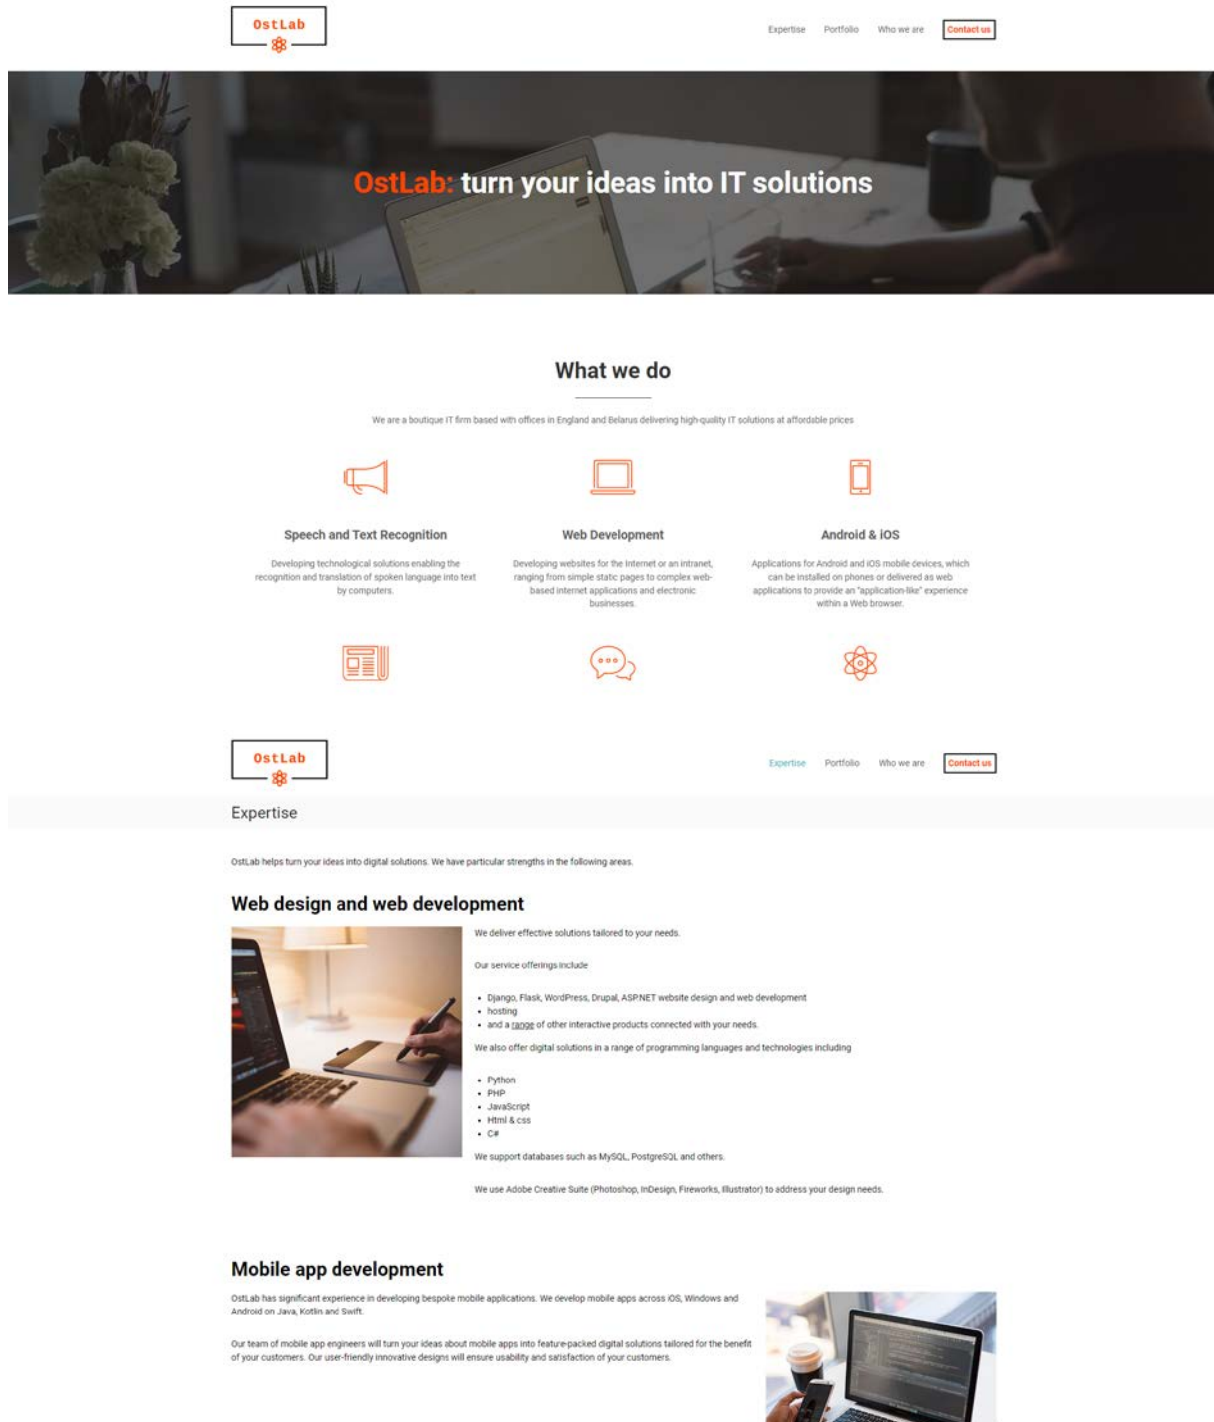 OstLab
Expertise Portfolio Who we are Contact us
OstLab: turn your ideas into IT solutions
What we do
We are a boutique IT firm based with offices in England and Belarus delivering high-quality IT solutions at affordable prices
Speech and Text Recognition
Developing technological solutions enabling the
recognition and translation of spoken language into text
by computers.
Web Development
Developing websites for the Internet or an intranet,
ranging from simple static pages to complex web-
based internet applications and electronic
businesses.
Android & iOS
Applications for Android and iOS mobile devices, which
can be installed on phones or delivered as web
applications to provide an "application-like" experience
within a Web browser.
OstLab
Expertise Portfolio Who we are Contact us
Expertise
OstLab helps turn your ideas into digital solutions. We have particular strengths in the following areas.
Web design and web development
We deliver effective solutions tailored to your needs.
Our service offerings include
• Django, Flask, WordPress, Drupal, ASP.NET website design and web development
• hosting
• and a range of other interactive products connected with your needs.
We also offer digital solutions in a range of programming languages and technologies including
• Python
• PHP
• JavaScript
• Html & css
• C#
We support databases such as MySQL, PostgreSQL and others.
We use Adobe Creative Suite (Photoshop, InDesign, Fireworks, Illustrator) to address your design needs.
Mobile app development
OstLab has significant experience in developing bespoke mobile applications. We develop mobile apps across iOS, Windows and
Android on Java, Kotlin and Swift.
Our team of mobile app engineers will turn your ideas about mobile apps into feature-packed digital solutions tailored for the benefit
of your customers. Our user-friendly innovative designs will ensure usability and satisfaction of your customers.